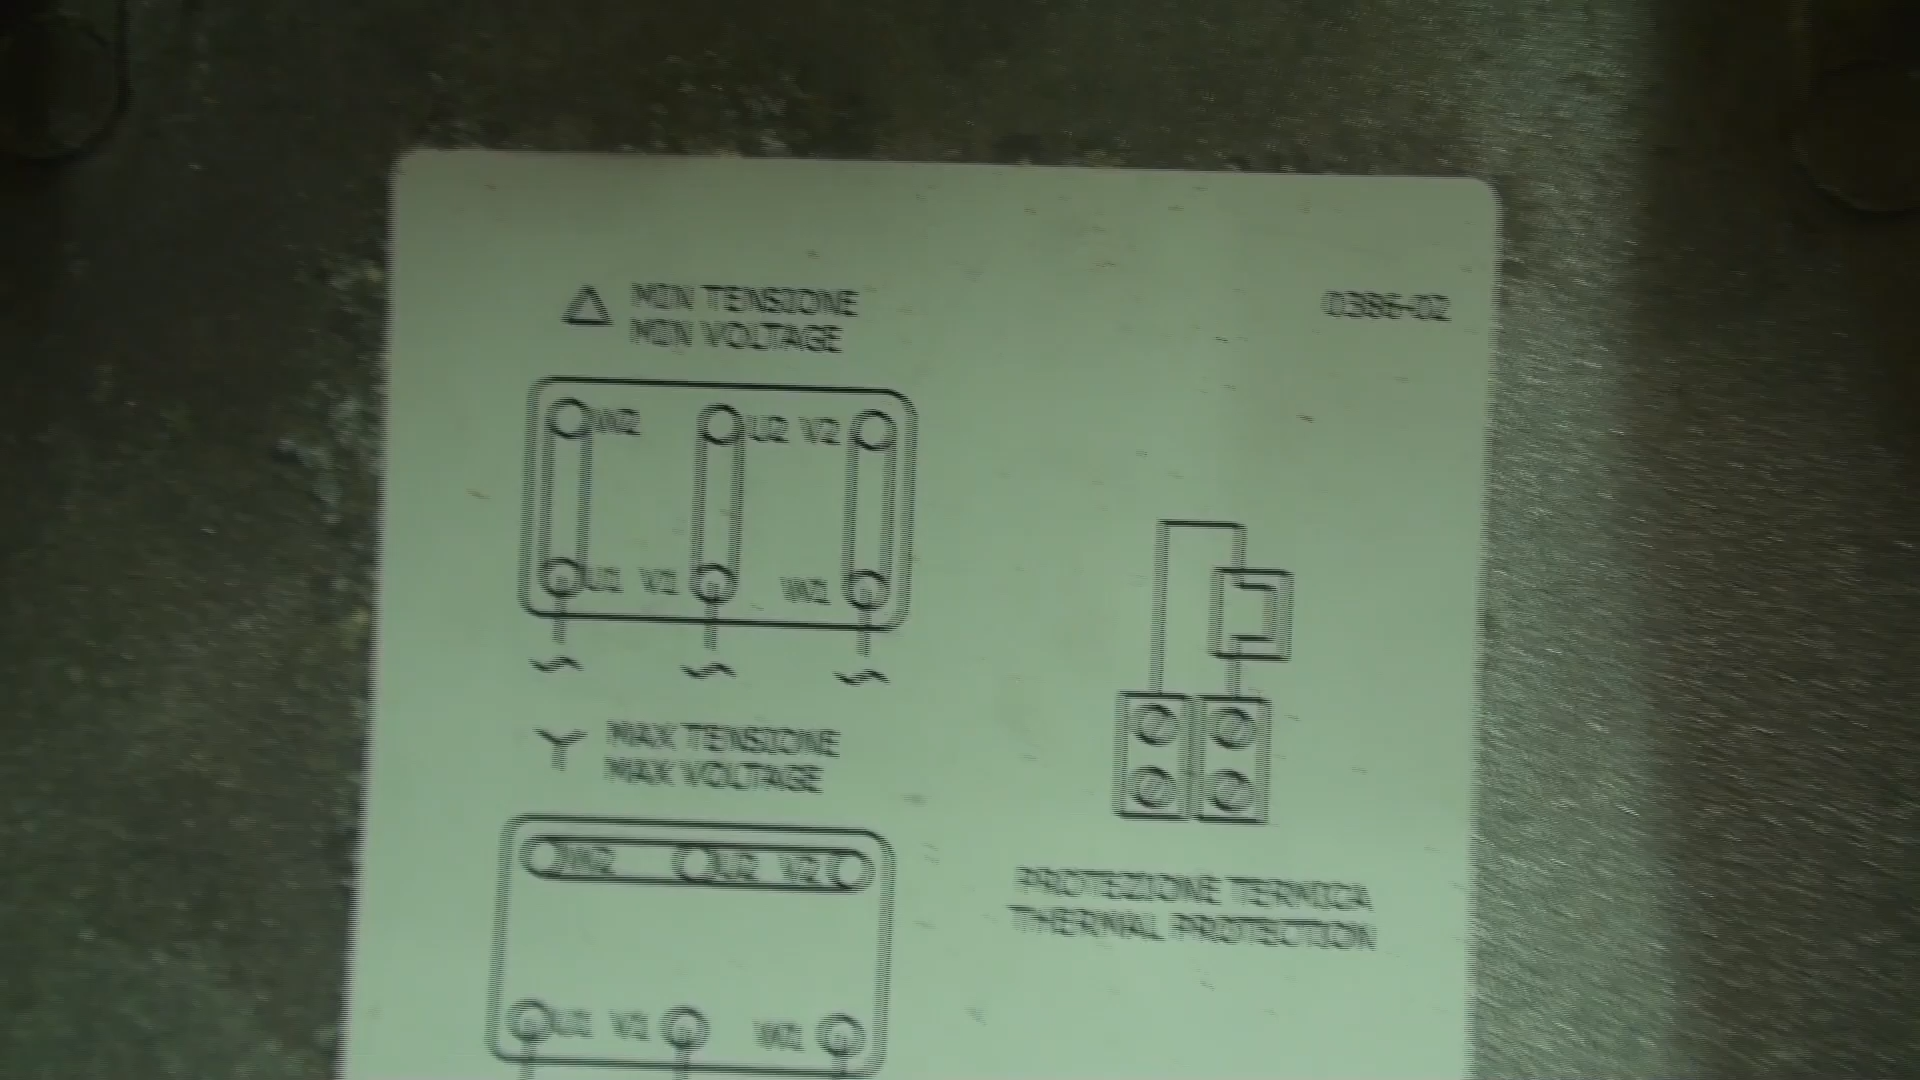 △ MIN TENSIONE
MIN VOLTAGE
0386-02
W2 U2 V2
U1 V1 W1
Y MAX TENSIONE
MAX VOLTAGE
W2 U2 V2
U1 V1 W1
PROTEZIONE TERMICA
THERMAL PROTECTION